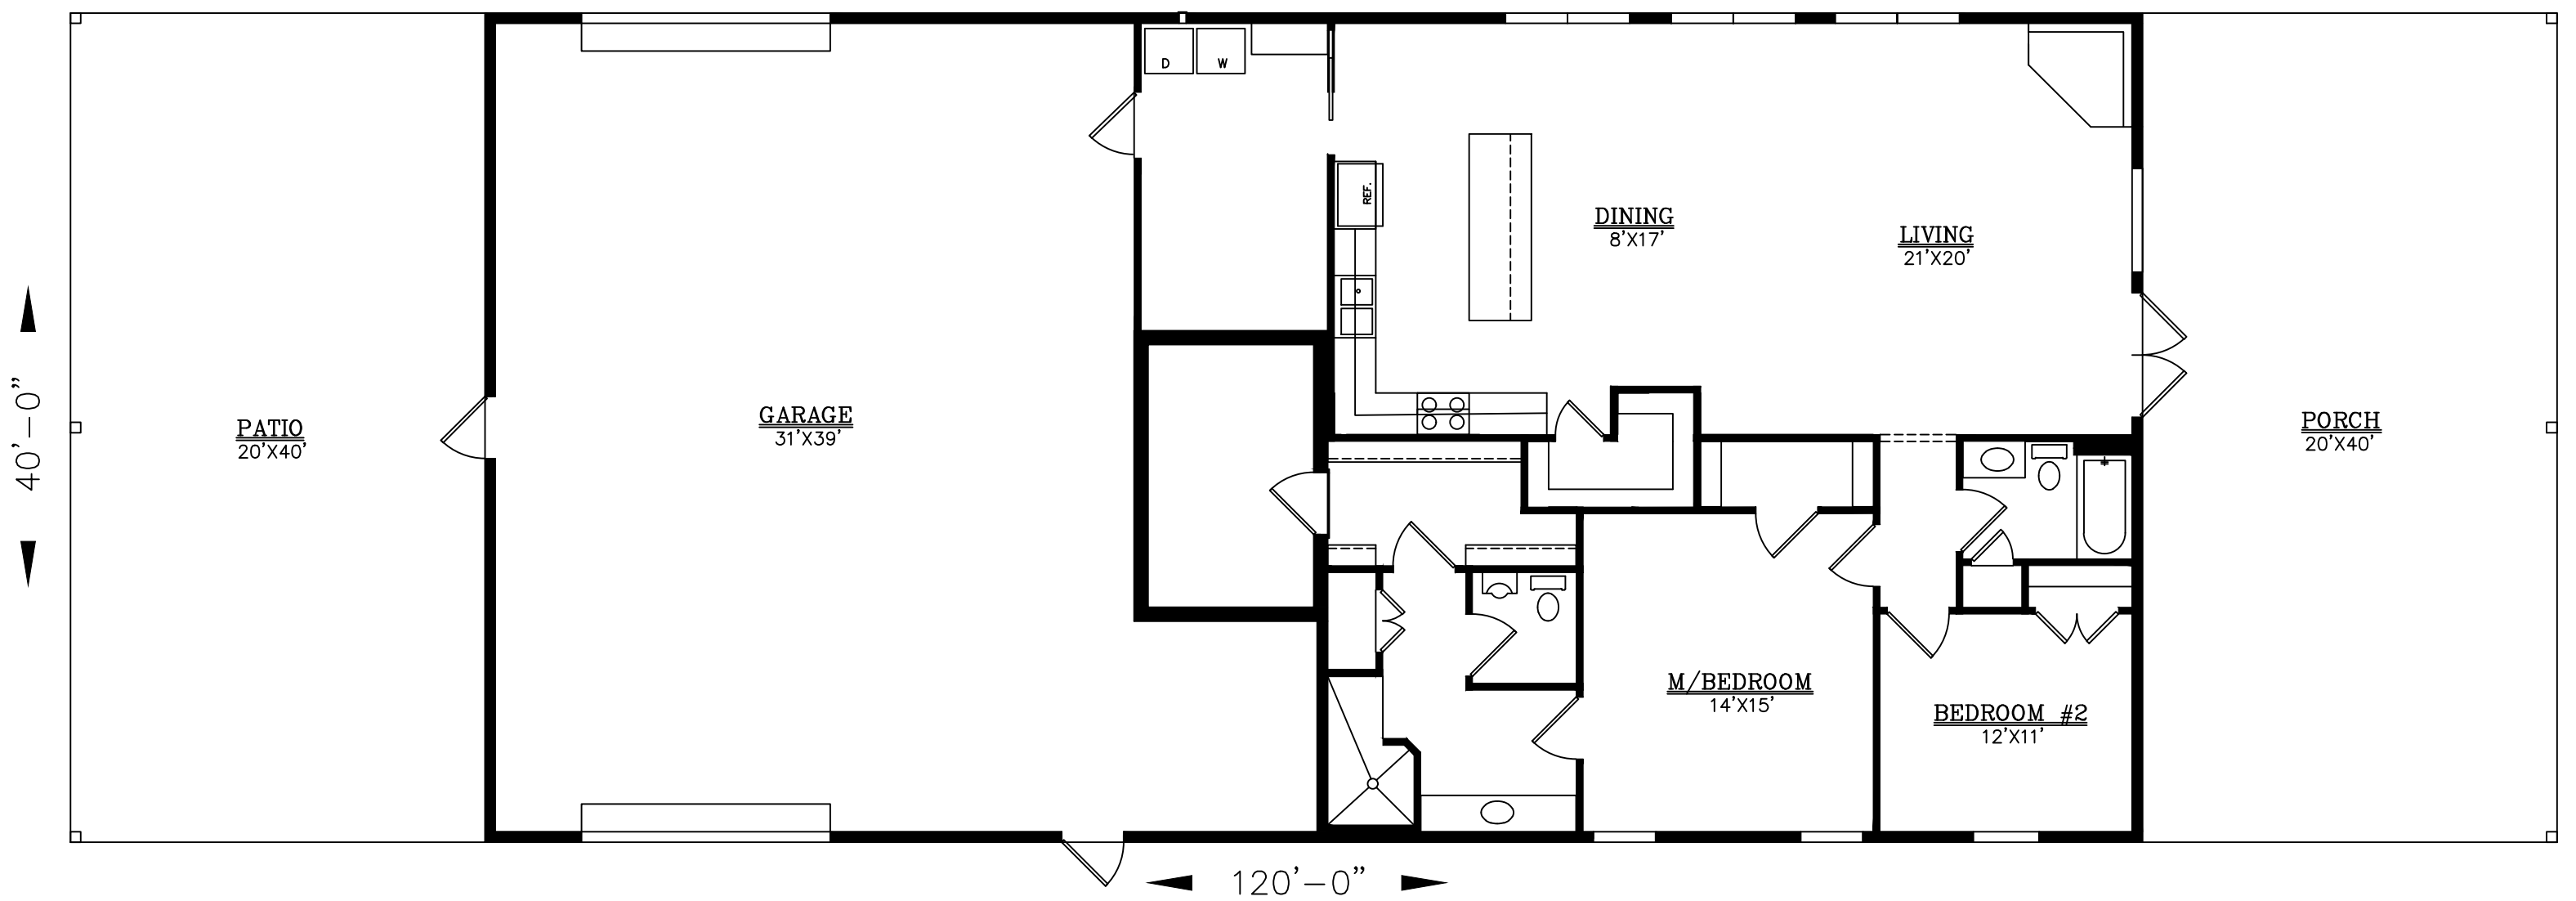 D
W
REF.
DINING
8'X17'
LIVING
21'X20'
40'-0"
PATIO
20'X40'
GARAGE
31'X39'
PORCH
20'X40'
M/BEDROOM
14'X15'
BEDROOM #2
12'X11'
120'-0"